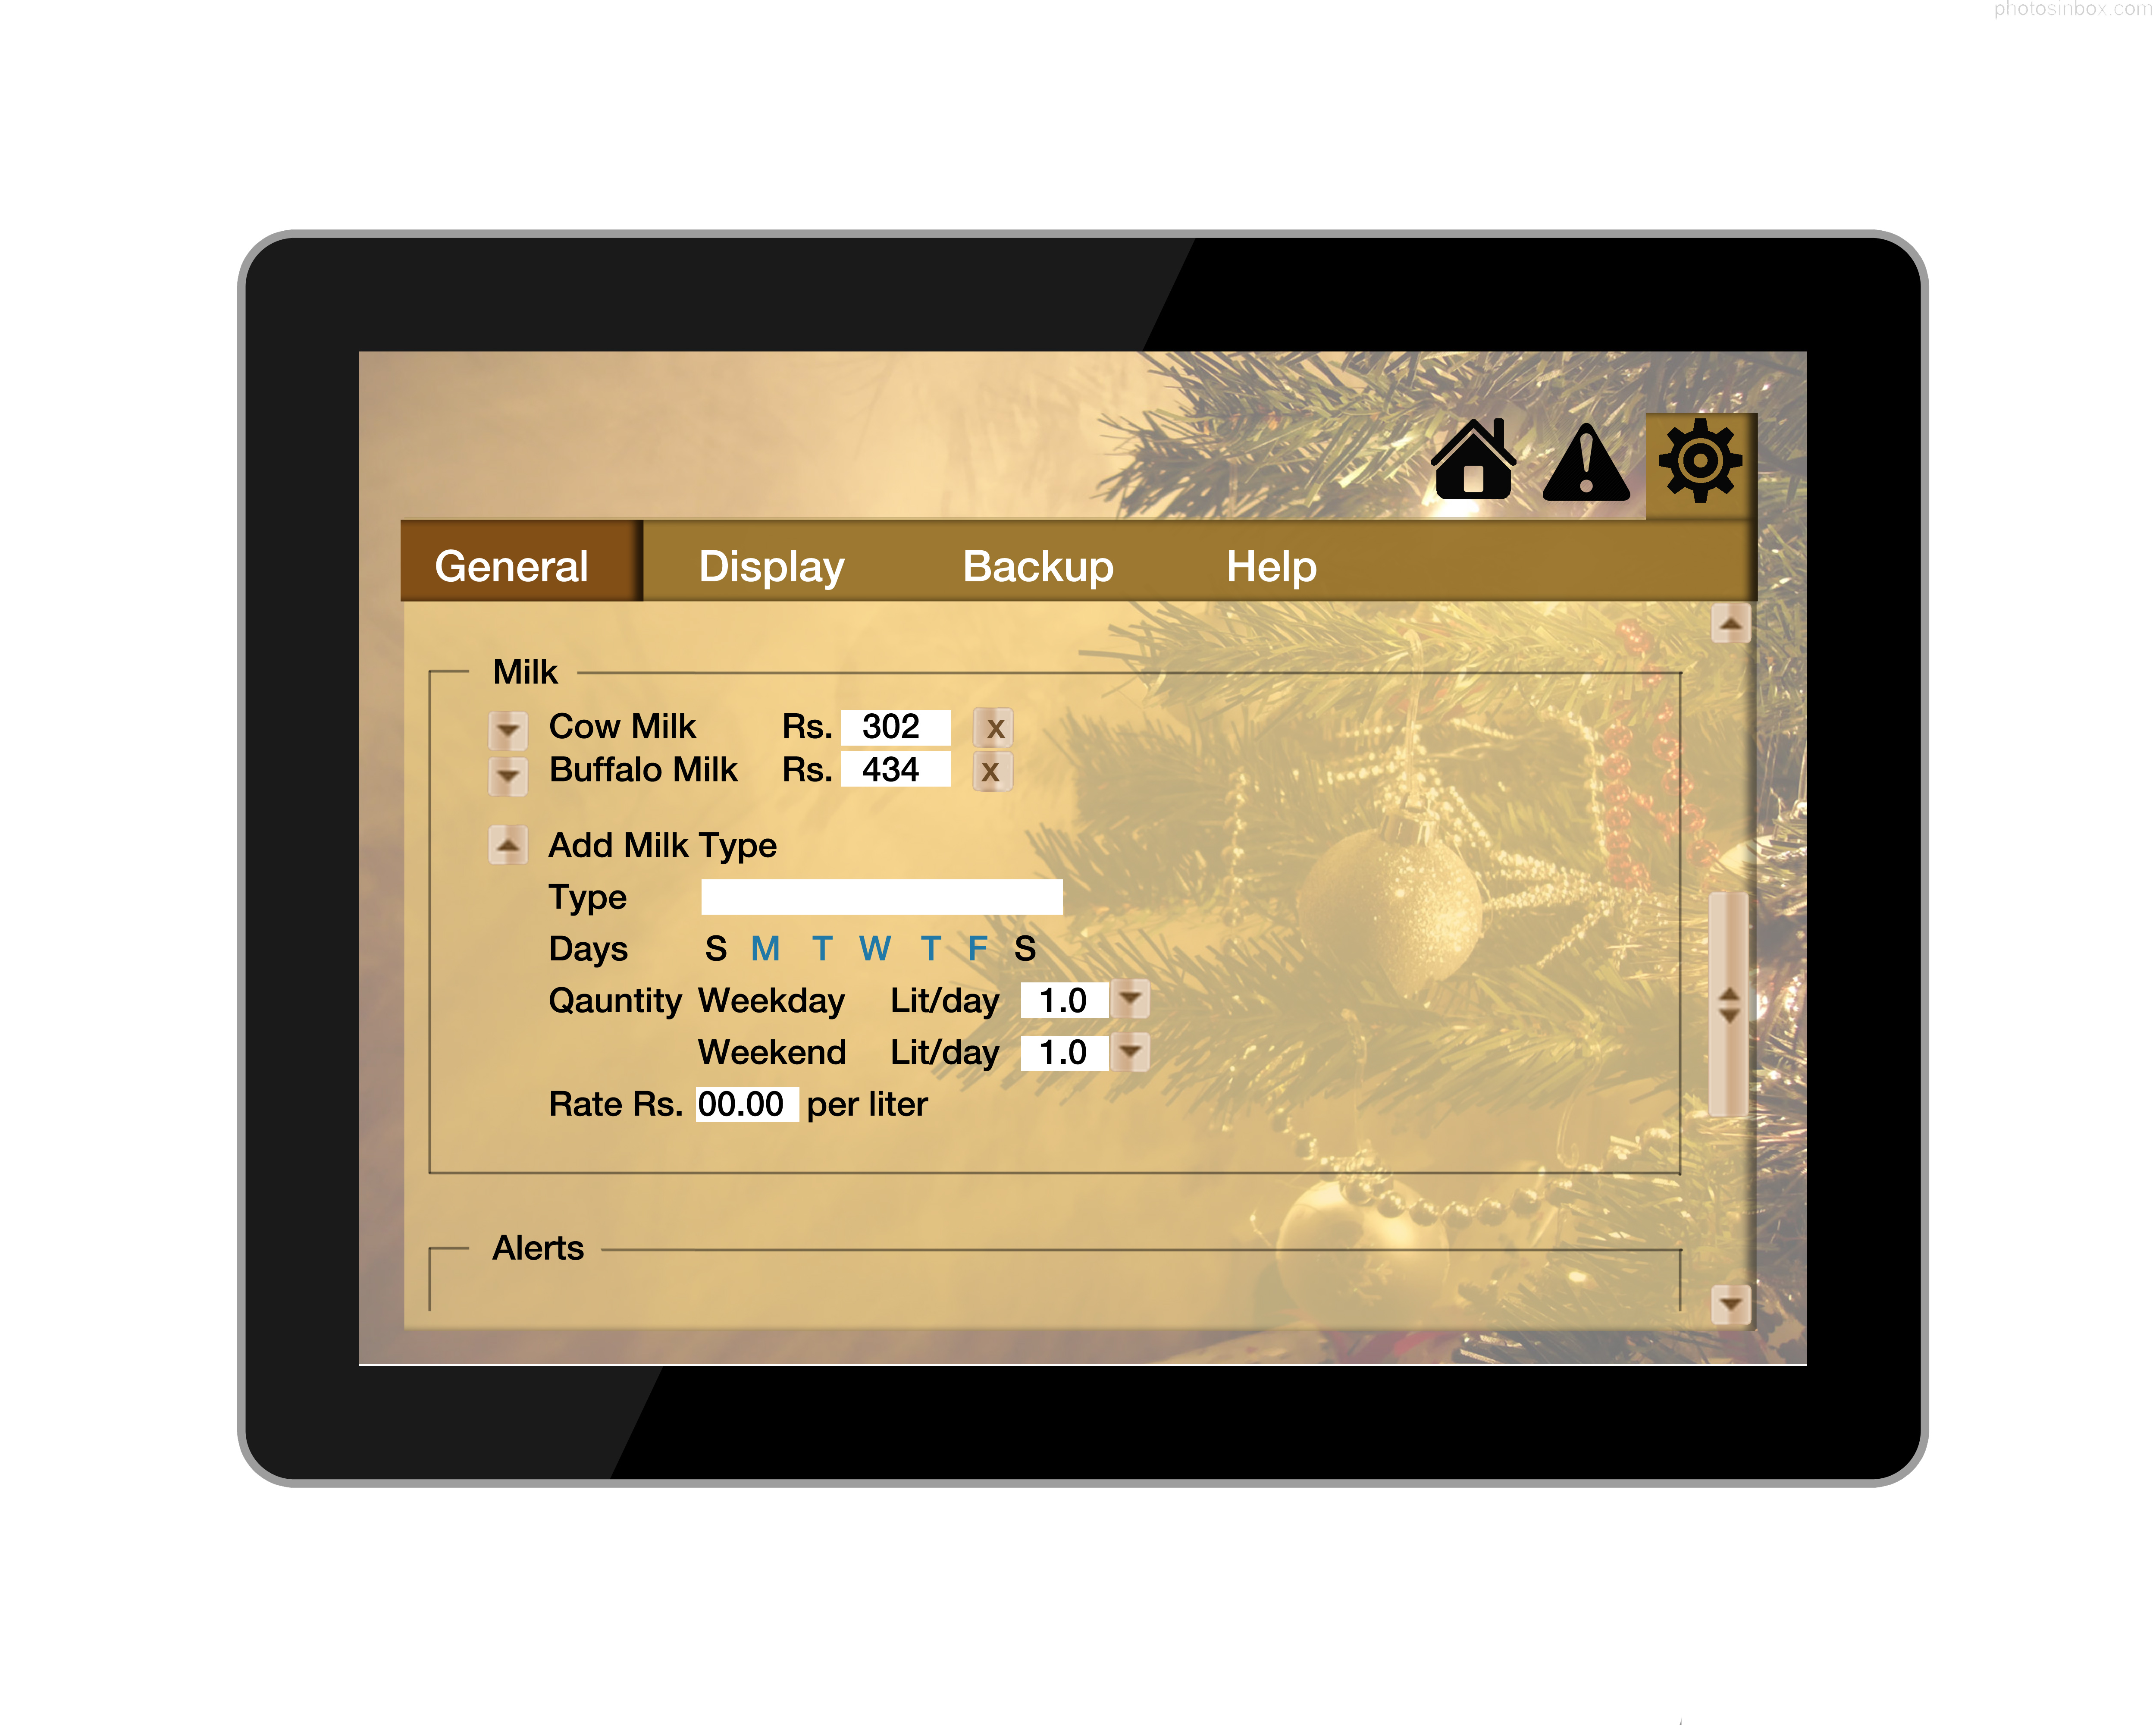 photosinbox.com
General Display Backup Help
Milk
Cow Milk Rs. 302 x
Buffalo Milk Rs. 434 x
Add Milk Type
Type
Days S M T W T F S
Qauntity Weekday Lit/day 1.0
Weekend Lit/day 1.0
Rate Rs. 00.00 per liter
Alerts